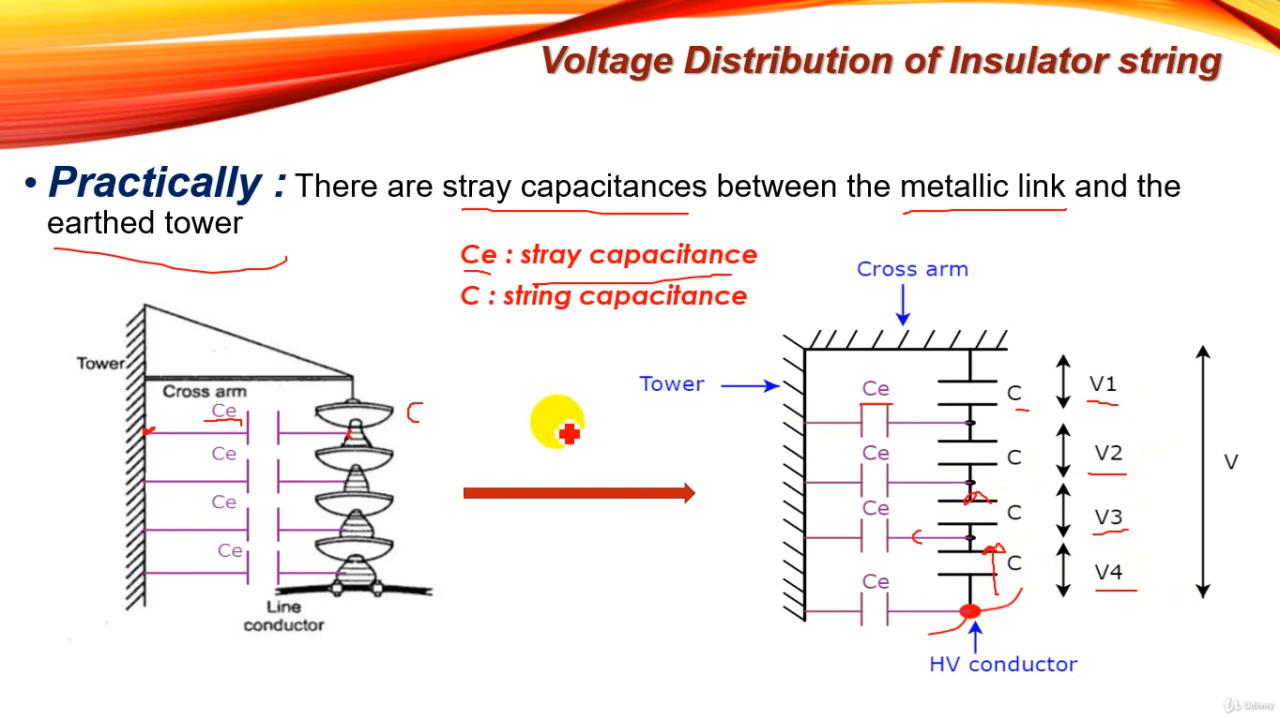 Voltage Distribution of Insulator string
• Practically : There are stray capacitances between the metallic link and the
earthed tower
Ce : stray capacitance
C : string capacitance
Tower
Cross arm
Ce
C
Ce
Ce
Ce
Line
conductor
Cross arm
Tower
Ce
C
V1
Ce
C
V2
V
Ce
C
V3
C
V4
Ce
HV conductor
Udemy